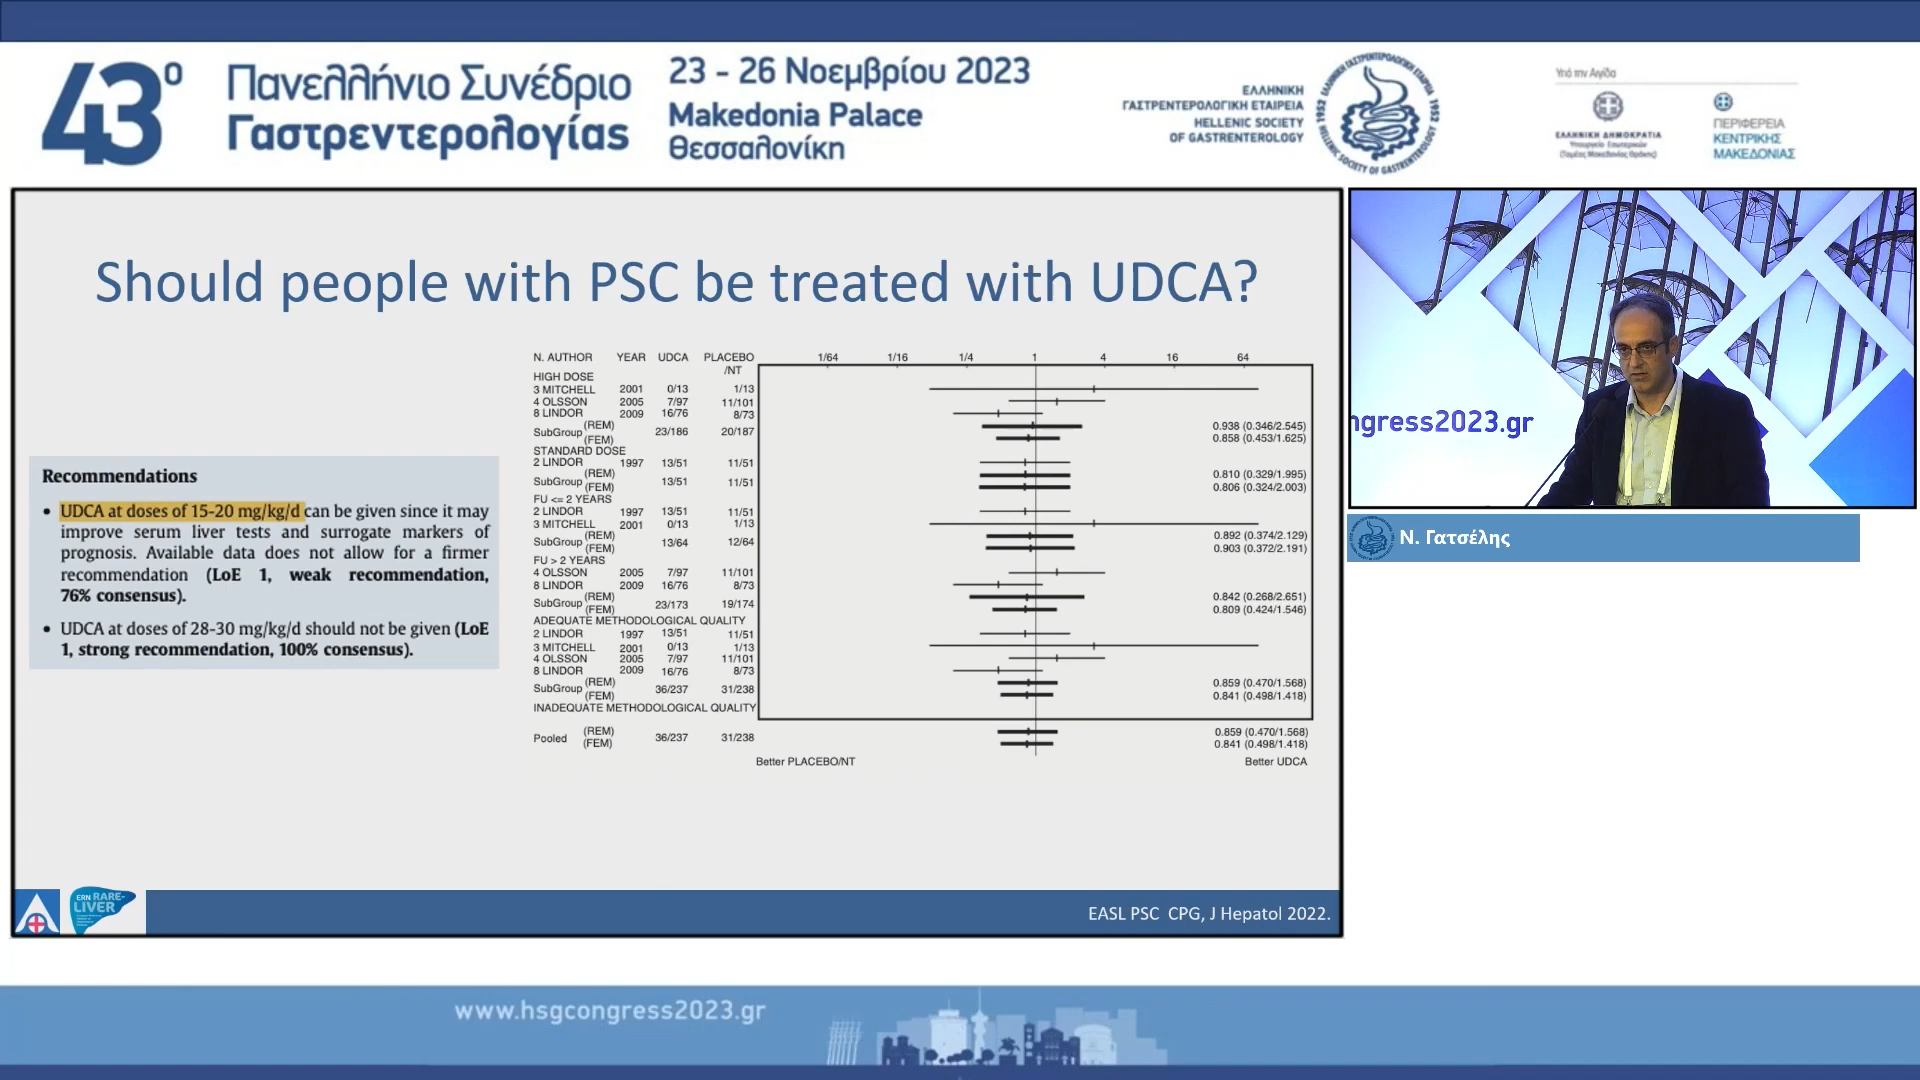 43º
Πανελλήνιο Συνέδριο
Γαστρεντερολογίας
23 - 26 Νοεμβρίου 2023
Makedonia Palace
Θεσσαλονίκη
ΕΛΛΗΝΙΚΗ
ΓΑΣΤΡΕΝΤΕΡΟΛΟΓΙΚΗ ΕΤΑΙΡΕΙΑ
HELLENIC SOCIETY
OF GASTRENTEROLOGY
Υπό την Αιγίδα
ΕΛΛΗΝΙΚΗ ΔΗΜΟΚΡΑΤΙΑ
Υπουργείο Εσωτερικών
(Τομέας Μακεδονίας Θράκης)
ΠΕΡΙΦΕΡΕΙΑ
ΚΕΝΤΡΙΚΗΣ
ΜΑΚΕΔΟΝΙΑΣ
Should people with PSC be treated with UDCA?
Recommendations
• UDCA at doses of 15-20 mg/kg/d can be given since it may
improve serum liver tests and surrogate markers of
prognosis. Available data does not allow for a firmer
recommendation (LoE 1, weak recommendation,
76% consensus).
• UDCA at doses of 28-30 mg/kg/d should not be given (LoE
1, strong recommendation, 100% consensus).
N. AUTHOR YEAR UDCA PLACEBO 1/64 1/16 1/4 1 4 16 64
/NT
HIGH DOSE
3 MITCHELL 2001 0/13 1/13
4 OLSSON 2005 7/97 11/101
8 LINDOR 2009 16/76 8/73
SubGroup (REM) 23/186 20/187 0.938 (0.346/2.545)
(FEM) 0.858 (0.453/1.625)
STANDARD DOSE
2 LINDOR 1997 13/51 11/51
SubGroup (REM) 13/51 11/51 0.810 (0.329/1.995)
(FEM) 0.806 (0.324/2.003)
FU <= 2 YEARS
2 LINDOR 1997 13/51 11/51
3 MITCHELL 2001 0/13 1/13
SubGroup (REM) 13/64 12/64 0.892 (0.374/2.129)
(FEM) 0.903 (0.372/2.191)
FU > 2 YEARS
4 OLSSON 2005 7/97 11/101
8 LINDOR 2009 16/76 8/73
SubGroup (REM) 23/173 19/174 0.842 (0.268/2.651)
(FEM) 0.809 (0.424/1.546)
ADEQUATE METHODOLOGICAL QUALITY
2 LINDOR 1997 13/51 11/51
3 MITCHELL 2001 0/13 1/13
4 OLSSON 2005 7/97 11/101
8 LINDOR 2009 16/76 8/73
SubGroup (REM) 36/237 31/238 0.859 (0.470/1.568)
(FEM) 0.841 (0.498/1.418)
INADEQUATE METHODOLOGICAL QUALITY
Pooled (REM) 36/237 31/238 0.859 (0.470/1.568)
(FEM) 0.841 (0.498/1.418)
Better PLACEBO/NT Better UDCA
ERN RARE-
LIVER
EASL PSC CPG, J Hepatol 2022.
ngress2023.gr
Ν. Γατσέλης
www.hsgcongress2023.gr